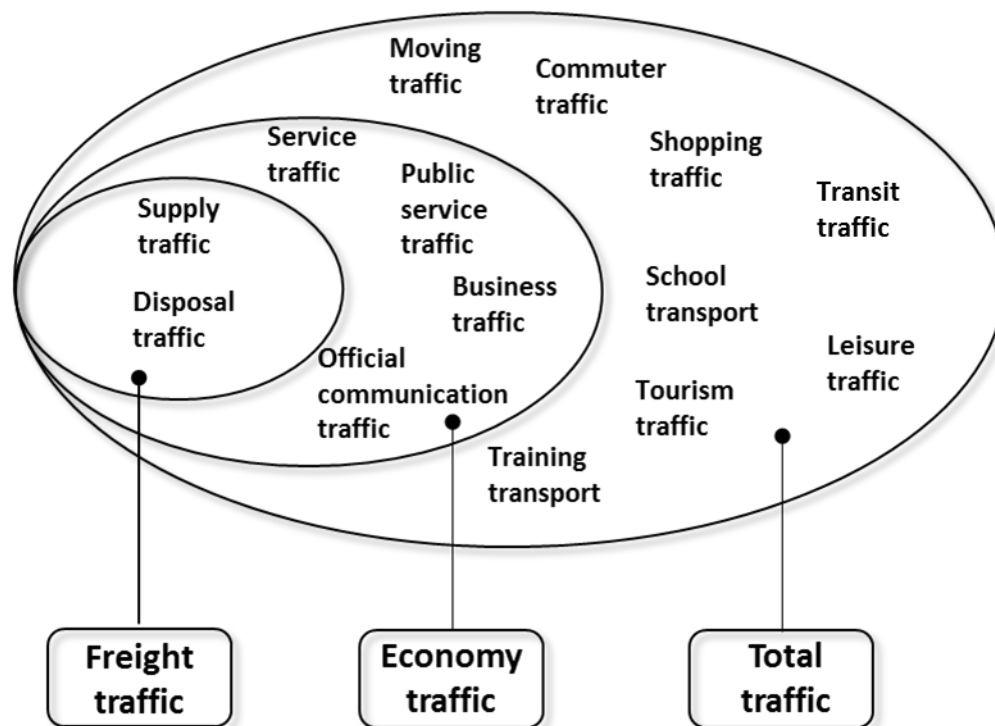 Moving
traffic
Commuter
traffic
Service
traffic
Public
service
traffic
Shopping
traffic
Transit
traffic
Supply
traffic
Disposal
traffic
Business
traffic
School
transport
Official
communication
traffic
Leisure
traffic
Tourism
traffic
Training
transport
Freight
traffic
Economy
traffic
Total
traffic